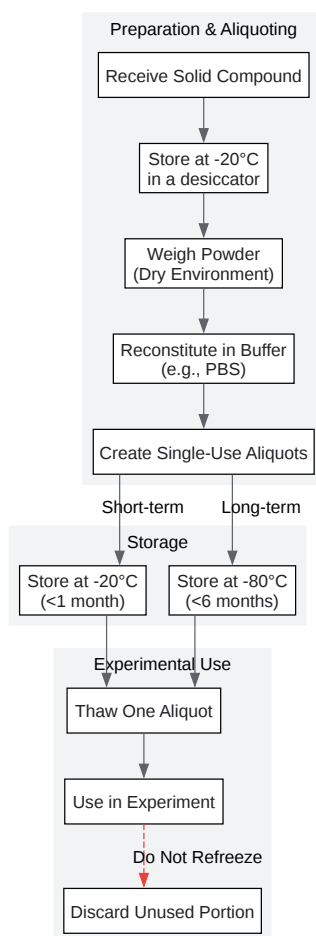 Preparation & Aliquoting
Receive Solid Compound
Store at -20°C
in a desiccator
Weigh Powder
(Dry Environment)
Reconstitute in Buffer
(e.g., PBS)
Create Single-Use Aliquots
Short-term
Long-term
Storage
Store at -20°C
(<1 month)
Store at -80°C
(<6 months)
Experimental Use
Thaw One Aliquot
Use in Experiment
Do Not Refreeze
Discard Unused Portion